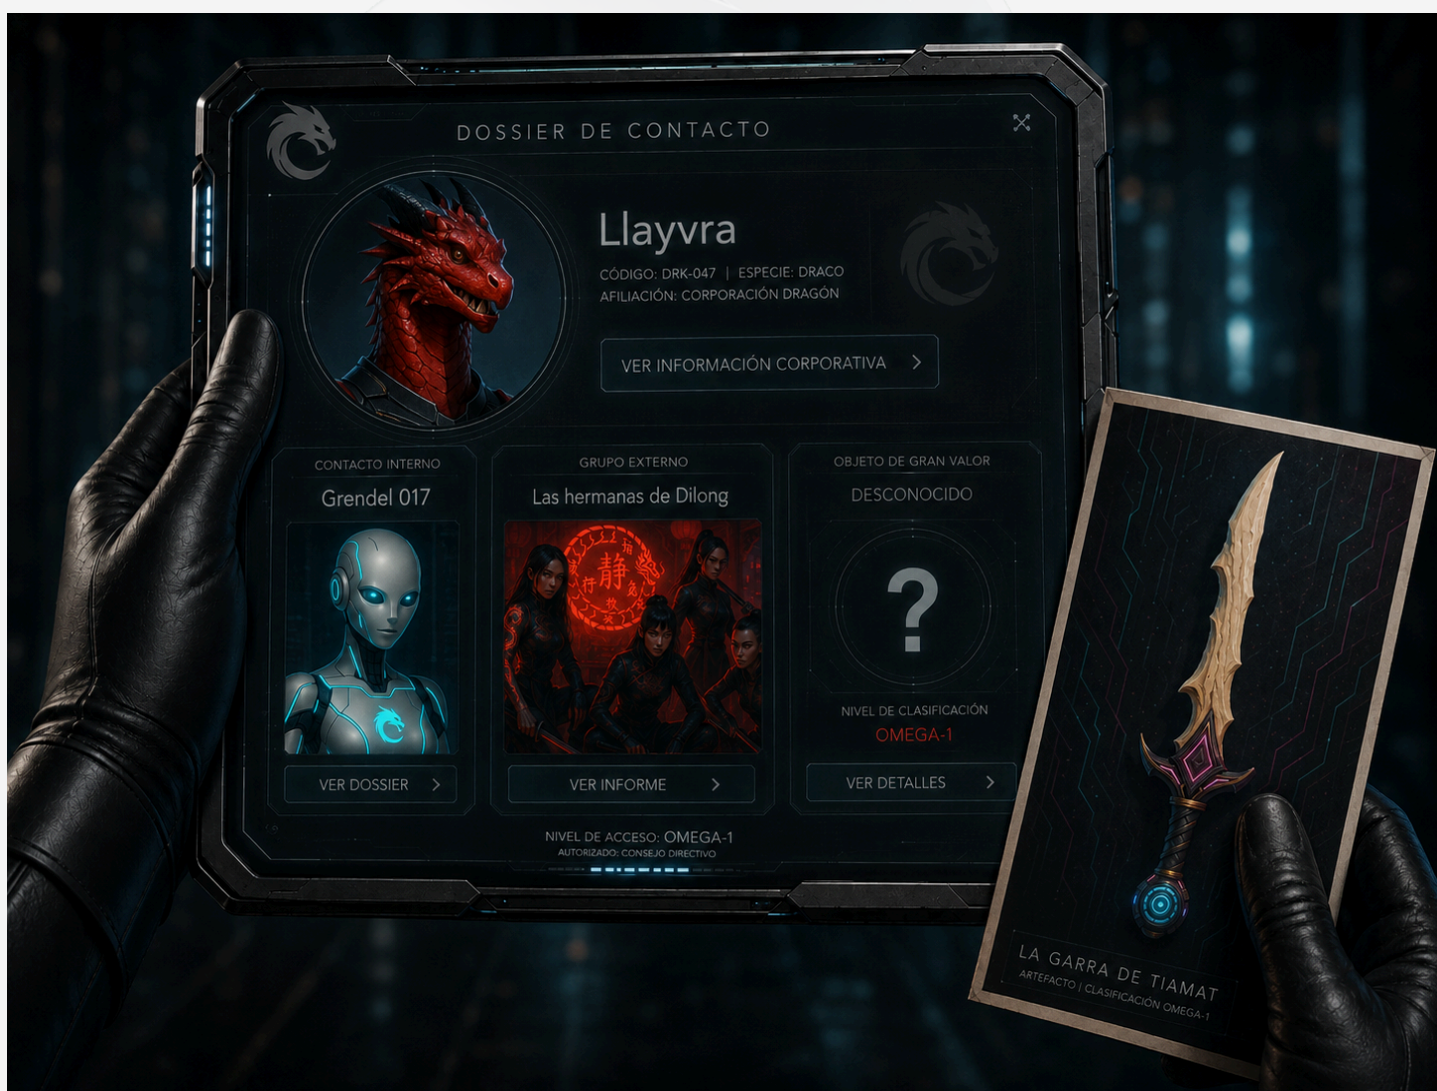 DOSSIER DE CONTACTO
Llayvra
CÓDIGO: DRK-047 | ESPECIE: DRACO
AFILIACIÓN: CORPORACIÓN DRAGÓN
VER INFORMACIÓN CORPORATIVA >
CONTACTO INTERNO
Grendel 017
VER DOSSIER >
GRUPO EXTERNO
Las hermanas de Dilong
静
VER INFORME >
OBJETO DE GRAN VALOR
DESCONOCIDO
?
NIVEL DE CLASIFICACIÓN
OMEGA-1
VER DETALLES >
NIVEL DE ACCESO: OMEGA-1
AUTORIZADO: CONSEJO DIRECTIVO
LA GARRA DE TIAMAT
ARTEFACTO | CLASIFICACIÓN OMEGA-1